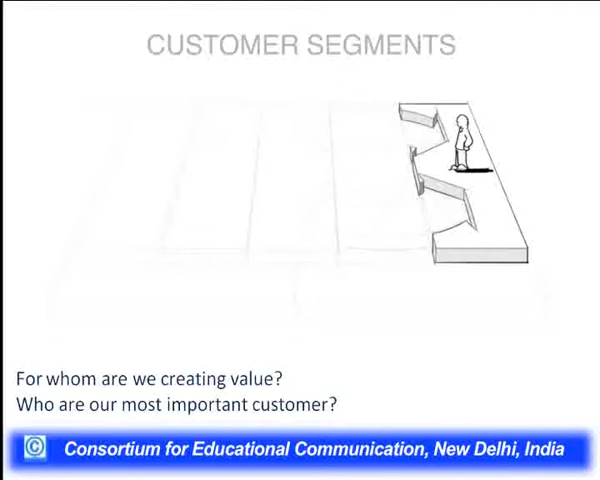 CUSTOMER SEGMENTS
For whom are we creating value?
Who are our most important customer?
© Consortium for Educational Communication, New Delhi, India